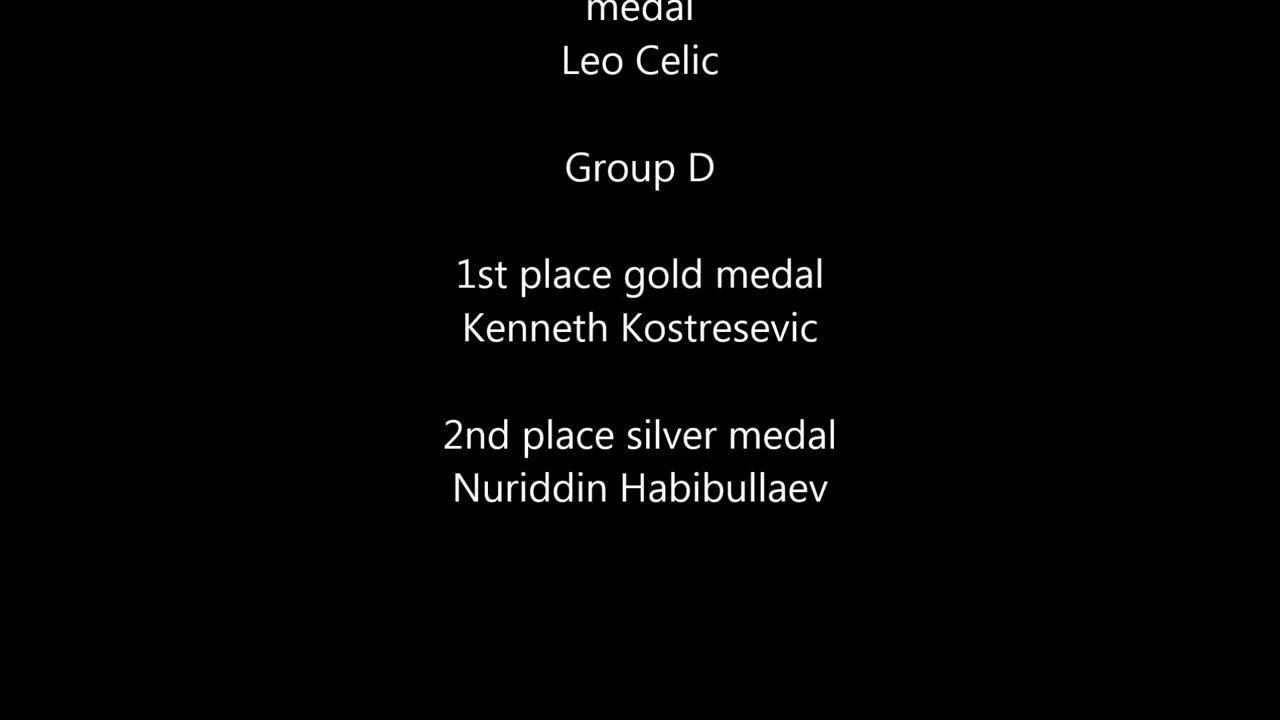 medal
Leo Celic
Group D
1st place gold medal
Kenneth Kostresevic
2nd place silver medal
Nuriddin Habibullaev